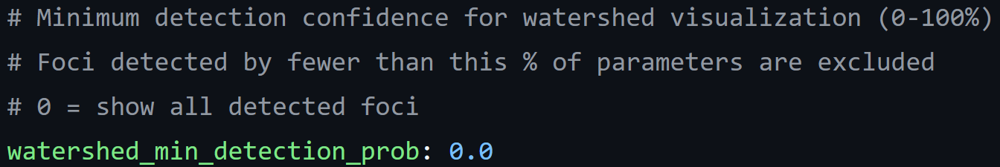 # Minimum detection confidence for watershed visualization (0-100%)
# Foci detected by fewer than this % of parameters are excluded
# 0 = show all detected foci
watershed_min_detection_prob: 0.0